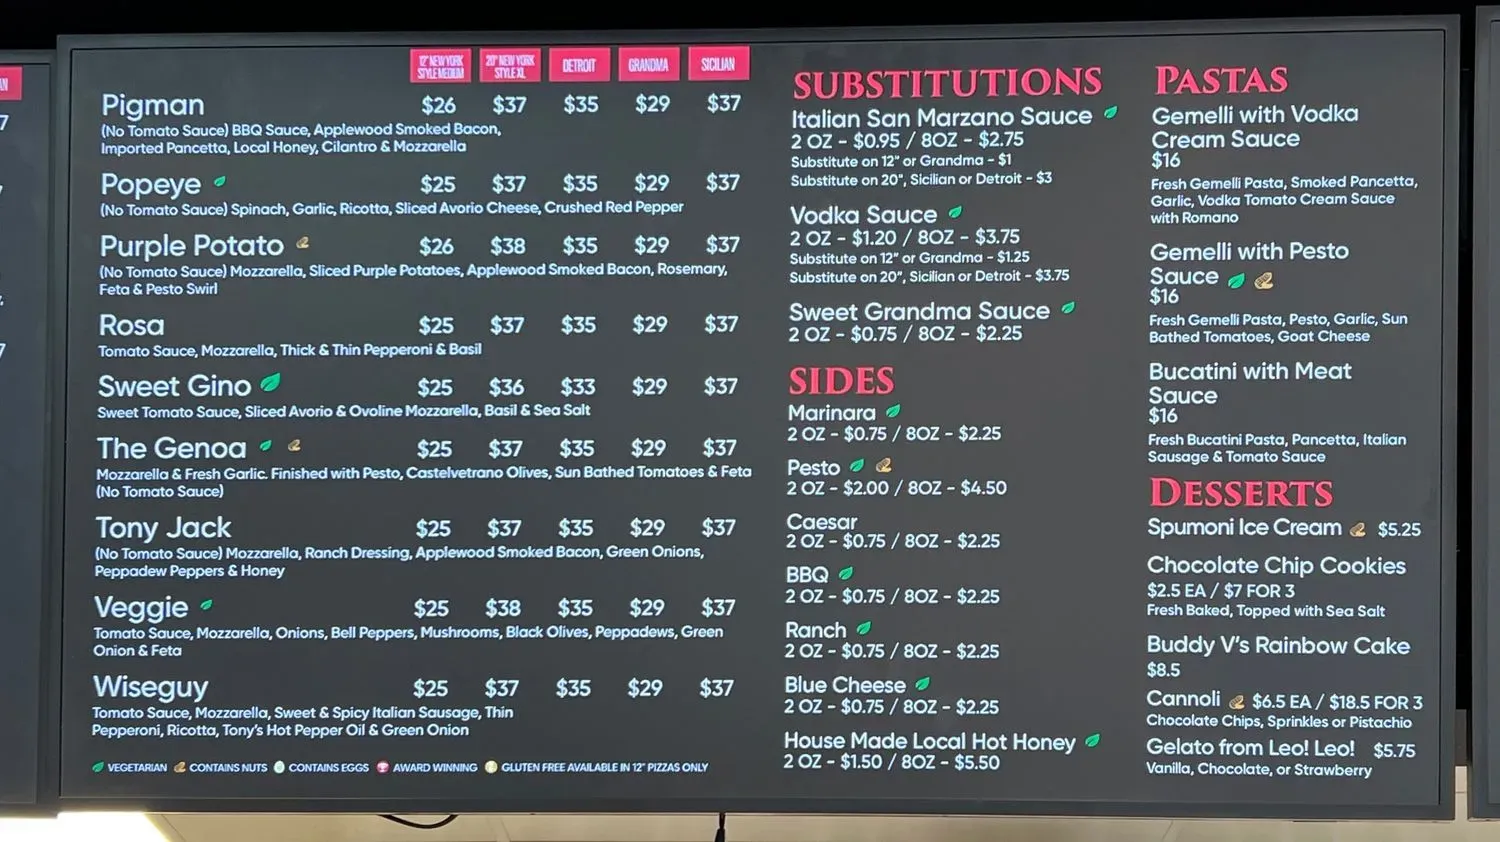 AN
7
7
12" NEW YORK STYLE MEDIUM
20" NEW YORK STYLE XL
DETROIT
GRANDMA
SICILIAN
Pigman $26 $37 $35 $29 $37
(No Tomato Sauce) BBQ Sauce, Applewood Smoked Bacon,
Imported Pancetta, Local Honey, Cilantro & Mozzarella
Popeye $25 $37 $35 $29 $37
(No Tomato Sauce) Spinach, Garlic, Ricotta, Sliced Avorio Cheese, Crushed Red Pepper
Purple Potato $26 $38 $35 $29 $37
(No Tomato Sauce) Mozzarella, Sliced Purple Potatoes, Applewood Smoked Bacon, Rosemary,
Feta & Pesto Swirl
Rosa $25 $37 $35 $29 $37
Tomato Sauce, Mozzarella, Thick & Thin Pepperoni & Basil
Sweet Gino $25 $36 $33 $29 $37
Sweet Tomato Sauce, Sliced Avorio & Ovoline Mozzarella, Basil & Sea Salt
The Genoa $25 $37 $35 $29 $37
Mozzarella & Fresh Garlic. Finished with Pesto, Castelvetrano Olives, Sun Bathed Tomatoes & Feta
(No Tomato Sauce)
Tony Jack $25 $37 $35 $29 $37
(No Tomato Sauce) Mozzarella, Ranch Dressing, Applewood Smoked Bacon, Green Onions,
Peppadew Peppers & Honey
Veggie $25 $38 $35 $29 $37
Tomato Sauce, Mozzarella, Onions, Bell Peppers, Mushrooms, Black Olives, Peppadews, Green
Onion & Feta
Wiseguy $25 $37 $35 $29 $37
Tomato Sauce, Mozzarella, Sweet & Spicy Italian Sausage, Thin
Pepperoni, Ricotta, Tony's Hot Pepper Oil & Green Onion
VEGETARIAN CONTAINS NUTS CONTAINS EGGS AWARD WINNING GLUTEN FREE AVAILABLE IN 12" PIZZAS ONLY
SUBSTITUTIONS
Italian San Marzano Sauce
2 OZ - $0.95 / 8OZ - $2.75
Substitute on 12" or Grandma - $1
Substitute on 20", Sicilian or Detroit - $3
Vodka Sauce
2 OZ - $1.20 / 8OZ - $3.75
Substitute on 12" or Grandma - $1.25
Substitute on 20", Sicilian or Detroit - $3.75
Sweet Grandma Sauce
2 OZ - $0.75 / 8OZ - $2.25
SIDES
Marinara
2 OZ - $0.75 / 8OZ - $2.25
Pesto
2 OZ - $2.00 / 8OZ - $4.50
Caesar
2 OZ - $0.75 / 8OZ - $2.25
BBQ
2 OZ - $0.75 / 8OZ - $2.25
Ranch
2 OZ - $0.75 / 8OZ - $2.25
Blue Cheese
2 OZ - $0.75 / 8OZ - $2.25
House Made Local Hot Honey
2 OZ - $1.50 / 8OZ - $5.50
PASTAS
Gemelli with Vodka
Cream Sauce
$16
Fresh Gemelli Pasta, Smoked Pancetta,
Garlic, Vodka Tomato Cream Sauce
with Romano
Gemelli with Pesto
Sauce
$16
Fresh Gemelli Pasta, Pesto, Garlic, Sun
Bathed Tomatoes, Goat Cheese
Bucatini with Meat
Sauce
$16
Fresh Bucatini Pasta, Pancetta, Italian
Sausage & Tomato Sauce
DESSERTS
Spumoni Ice Cream $5.25
Chocolate Chip Cookies
$2.5 EA / $7 FOR 3
Fresh Baked, Topped with Sea Salt
Buddy V's Rainbow Cake
$8.5
Cannoli $6.5 EA / $18.5 FOR 3
Chocolate Chips, Sprinkles or Pistachio
Gelato from Leo! Leo! $5.75
Vanilla, Chocolate, or Strawberry